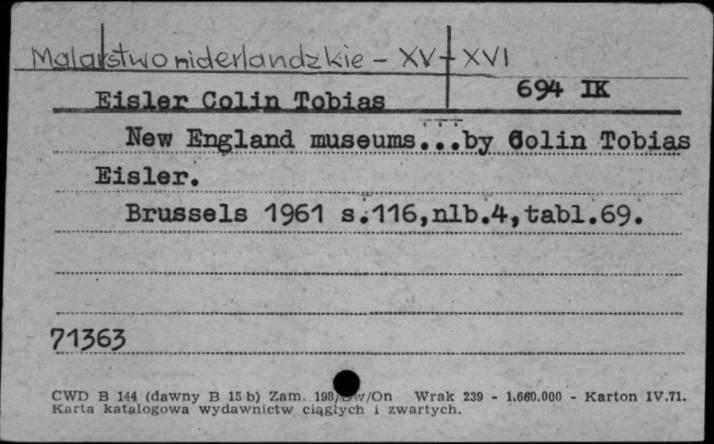 Malarstwo niderlandzkie - XV - XVI
694 IK
Eisler Colin Tobias
New England museums...by Colin Tobias
Eisler.
Brussels 1961 s.116,nlb.4,tabl.69.
71363
CWD B 144 (dawny B 15 b) Zam. 198/Dw/On Wrak 239 - 1.660.000 - Karton IV.71.
Karta katalogowa wydawnictw ciągłych i zwartych.